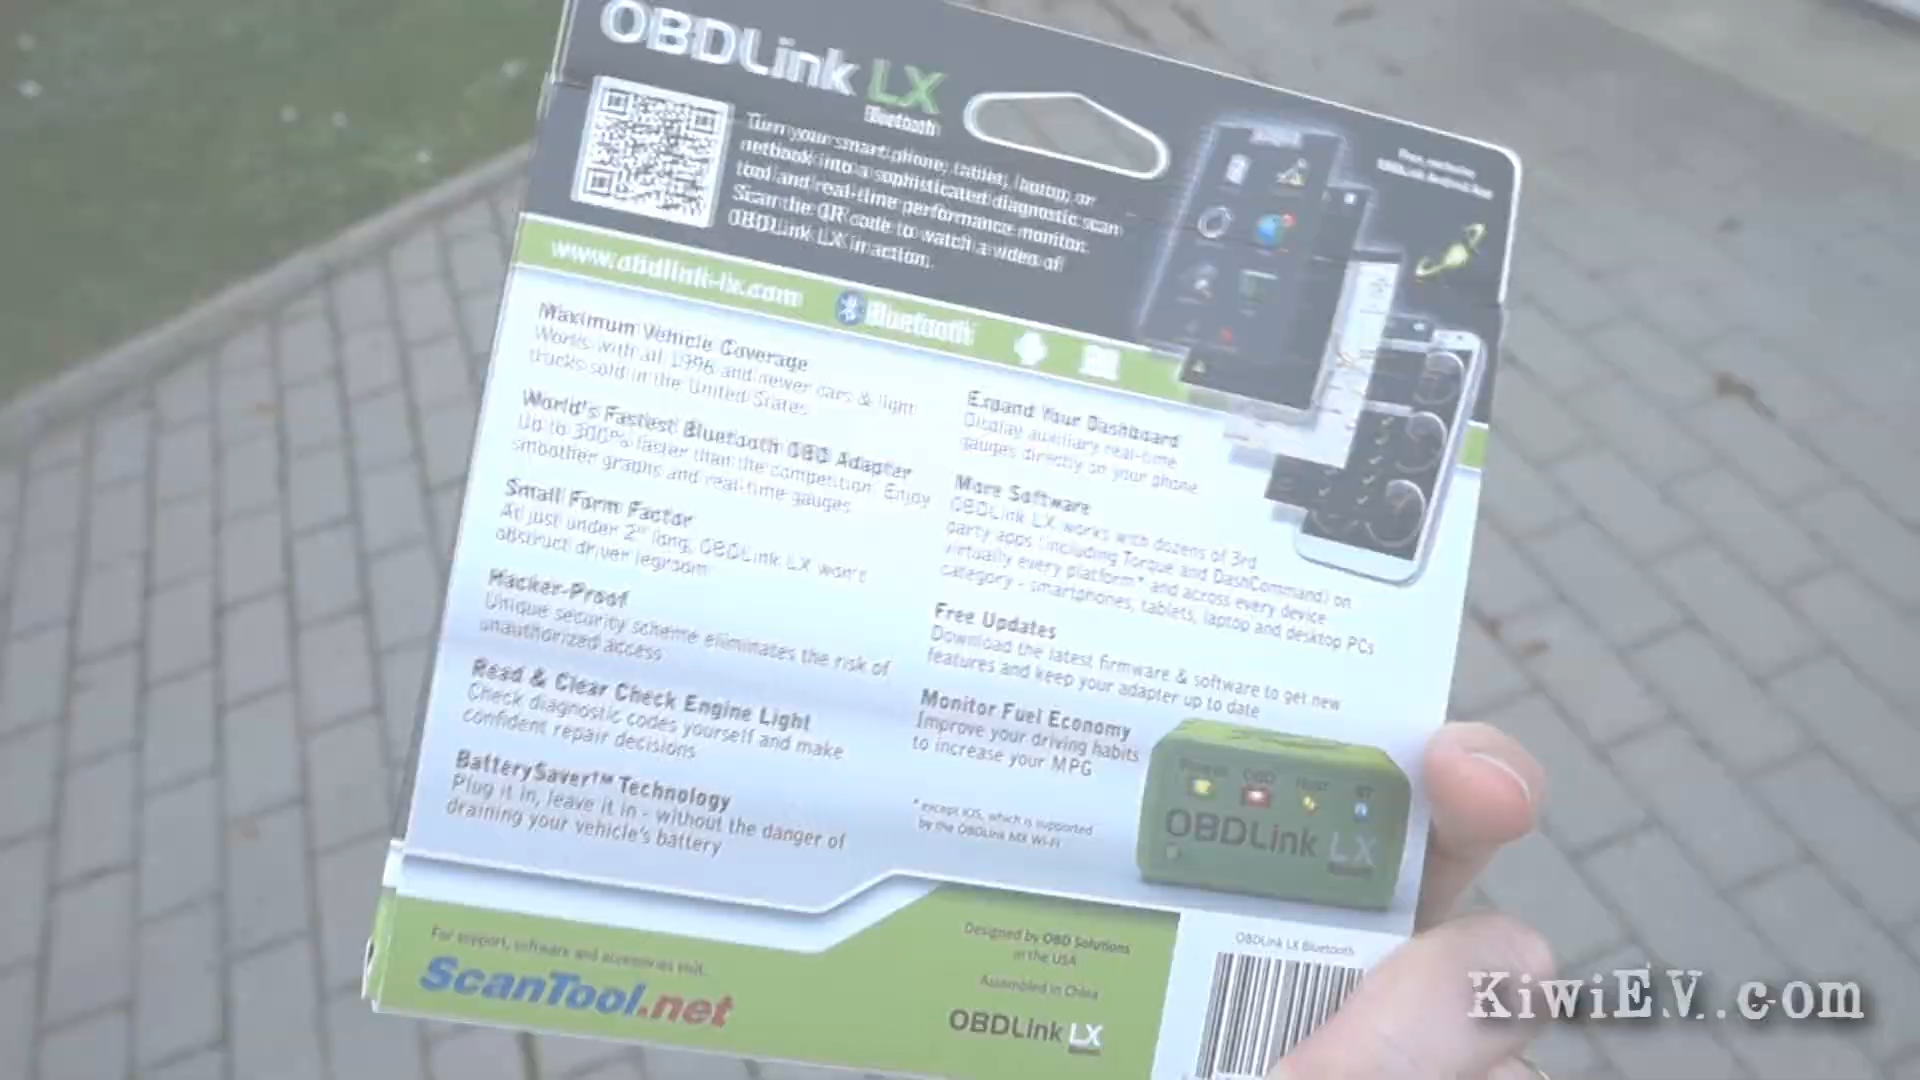 OBDLink LX
Bluetooth
Turn your smartphone, tablet, laptop, or
netbook into a sophisticated diagnostic scan
tool and real-time performance monitor.
Scan the QR code to watch a video of
OBDLink LX in action.
www.obdlink-lx.com
Bluetooth
Maximum Vehicle Coverage
Works with all 1996 and newer cars & light
trucks sold in the United States
World's Fastest Bluetooth OBD Adapter
Up to 300% faster than the competition. Enjoy
smoother graphs and real-time gauges
Small Form Factor
At just under 2" long, OBDLink LX won't
obstruct driver legroom
Hacker-Proof
Unique security scheme eliminates the risk of
unauthorized access
Read & Clear Check Engine Light
Check diagnostic codes yourself and make
confident repair decisions
BatterySaver™ Technology
Plug it in, leave it in - without the danger of
draining your vehicle's battery
Expand Your Dashboard
Display auxiliary real-time
gauges directly on your phone
More Software
OBDLink LX works with dozens of 3rd
party apps (including Torque and DashCommand) on
virtually every platform* and across every device
category - smartphones, tablets, laptop and desktop PCs
Free Updates
Download the latest firmware & software to get new
features and keep your adapter up to date
Monitor Fuel Economy
Improve your driving habits
to increase your MPG
* except iOS, which is supported
by the OBDLink MX Wi-Fi
Power OBD Host BT
OBDLink LX
For support, software and accessories visit:
ScanTool.net
Designed by OBD Solutions
in the USA
Assembled in China
OBDLink LX
OBDLink LX Bluetooth
KiwiEV.com